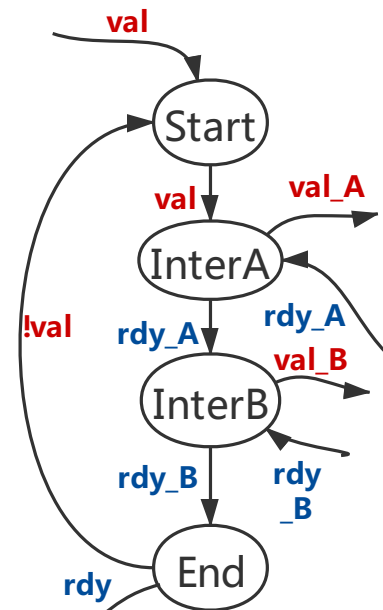 val
Start
val
val_A
InterA
rdy_A
!val
rdy_A
val_B
InterB
rdy_B
rdy
_B
End
rdy